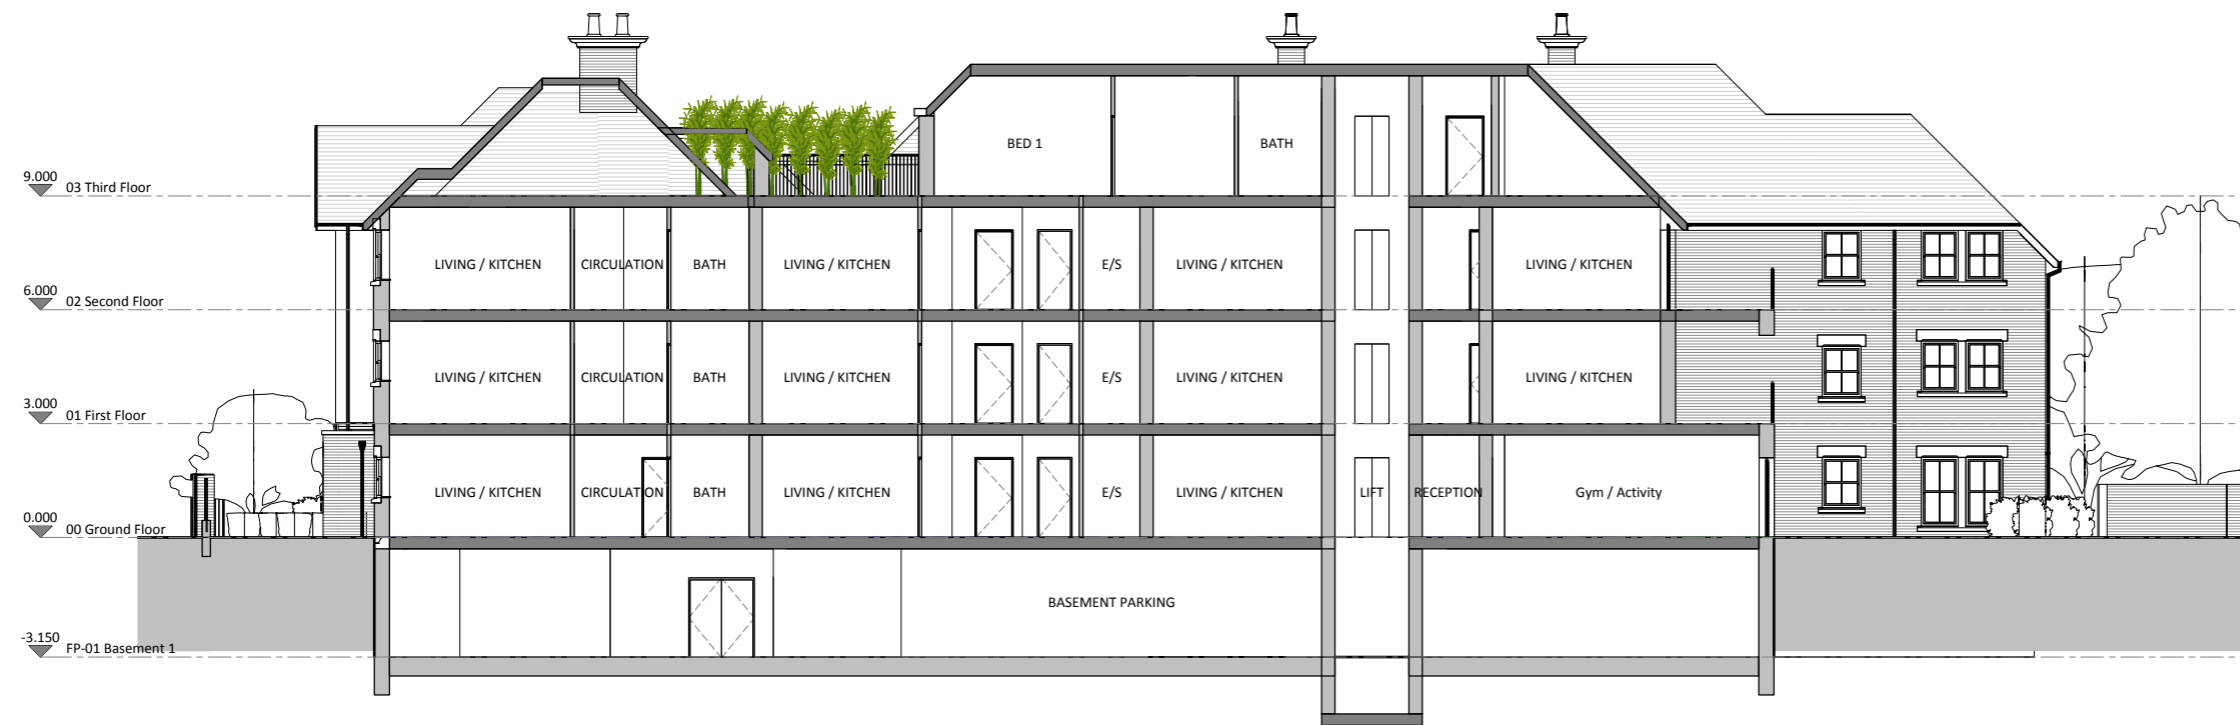 BED 1
BATH
9.000
03 Third Floor
LIVING / KITCHEN
CIRCULATION
BATH
LIVING / KITCHEN
E/S
LIVING / KITCHEN
LIVING / KITCHEN
6.000
02 Second Floor
LIVING / KITCHEN
CIRCULATION
BATH
LIVING / KITCHEN
E/S
LIVING / KITCHEN
LIVING / KITCHEN
3.000
01 First Floor
LIVING / KITCHEN
CIRCULATION
BATH
LIVING / KITCHEN
E/S
LIVING / KITCHEN
LIFT
RECEPTION
Gym / Activity
0.000
00 Ground Floor
BASEMENT PARKING
-3.150
FP-01 Basement 1